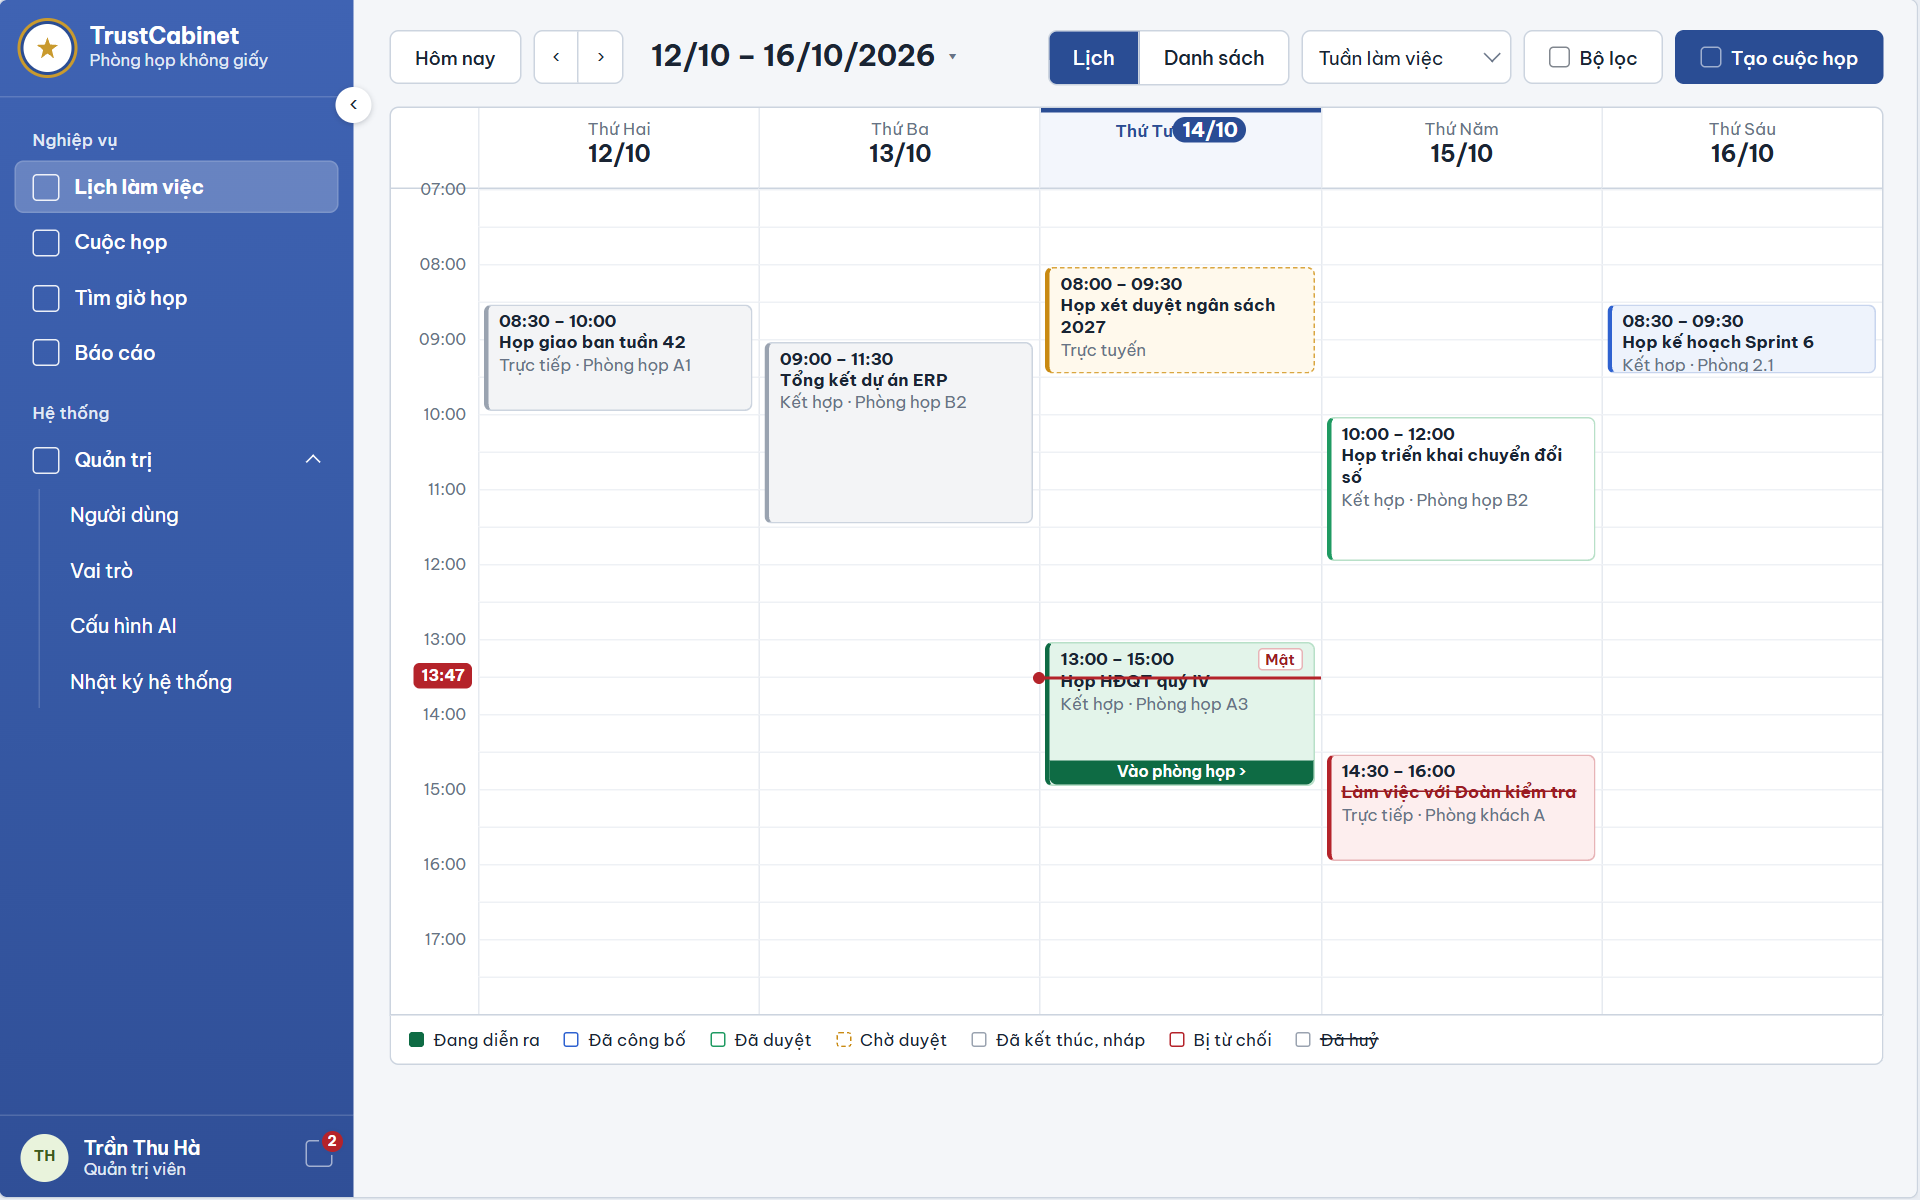 TrustCabinet
Phòng họp không giấy
Nghiệp vụ
Lịch làm việc
Cuộc họp
Tìm giờ họp
Báo cáo
Hệ thống
Quản trị
Người dùng
Vai trò
Cấu hình AI
Nhật ký hệ thống
TH
Trần Thu Hà
Quản trị viên
2
Hôm nay
12/10 – 16/10/2026
Lịch
Danh sách
Tuần làm việc
Bộ lọc
Tạo cuộc họp
Thứ Hai
12/10
Thứ Ba
13/10
Thứ Tư 14/10
Thứ Năm
15/10
Thứ Sáu
16/10
07:00
08:00
09:00
10:00
11:00
12:00
13:00
13:47
14:00
15:00
16:00
17:00
08:30 – 10:00
Họp giao ban tuần 42
Trực tiếp · Phòng họp A1
09:00 – 11:30
Tổng kết dự án ERP
Kết hợp · Phòng họp B2
08:00 – 09:30
Họp xét duyệt ngân sách
2027
Trực tuyến
13:00 – 15:00
Mật
Họp HĐQT quý IV
Kết hợp · Phòng họp A3
Vào phòng họp ›
10:00 – 12:00
Họp triển khai chuyển đổi
số
Kết hợp · Phòng họp B2
14:30 – 16:00
Làm việc với Đoàn kiểm tra
Trực tiếp · Phòng khách A
08:30 – 09:30
Họp kế hoạch Sprint 6
Kết hợp · Phòng 2.1
Đang diễn ra
Đã công bố
Đã duyệt
Chờ duyệt
Đã kết thúc, nháp
Bị từ chối
Đã huỷ